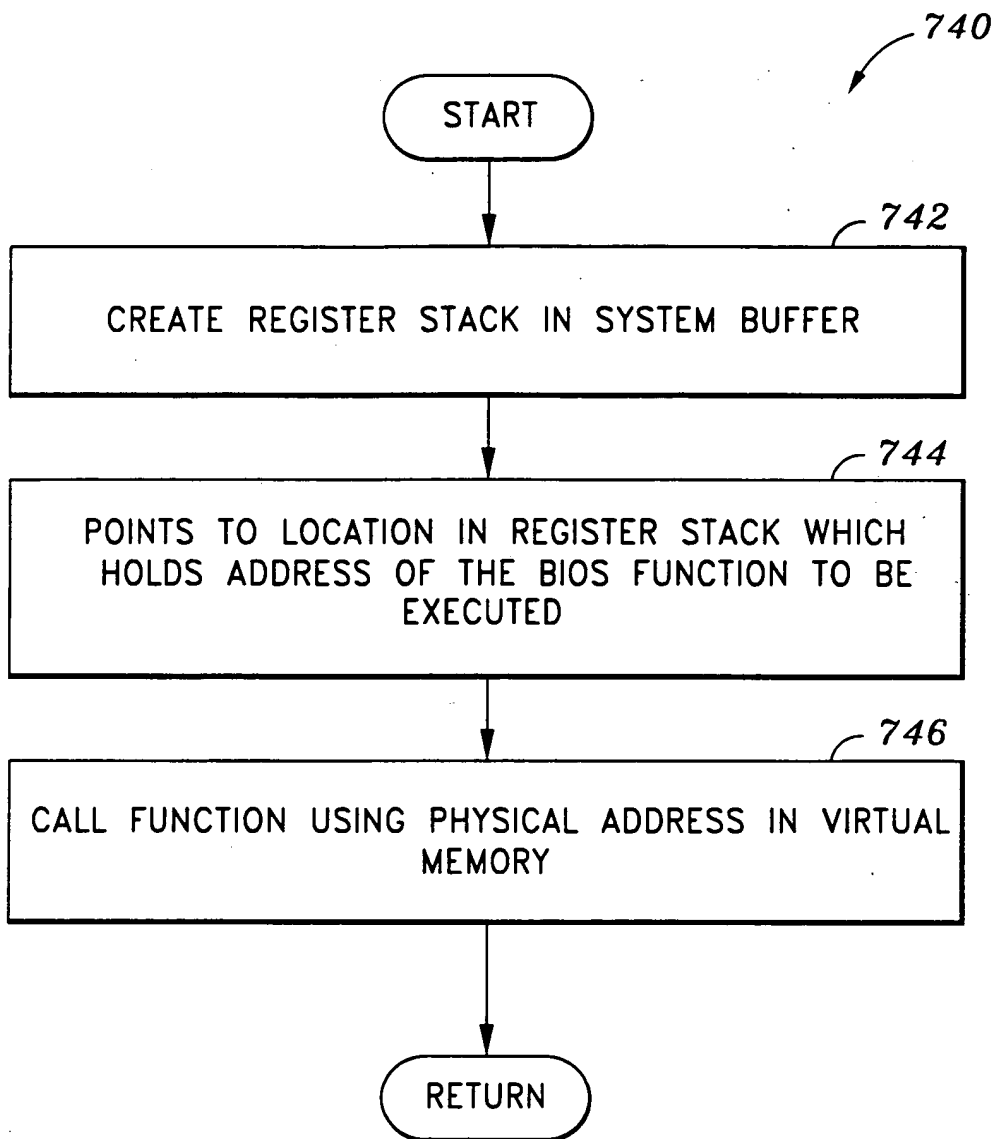 740
START
742
CREATE REGISTER STACK IN SYSTEM BUFFER
744
POINTS TO LOCATION IN REGISTER STACK WHICH
HOLDS ADDRESS OF THE BIOS FUNCTION TO BE
EXECUTED
746
CALL FUNCTION USING PHYSICAL ADDRESS IN VIRTUAL
MEMORY
RETURN